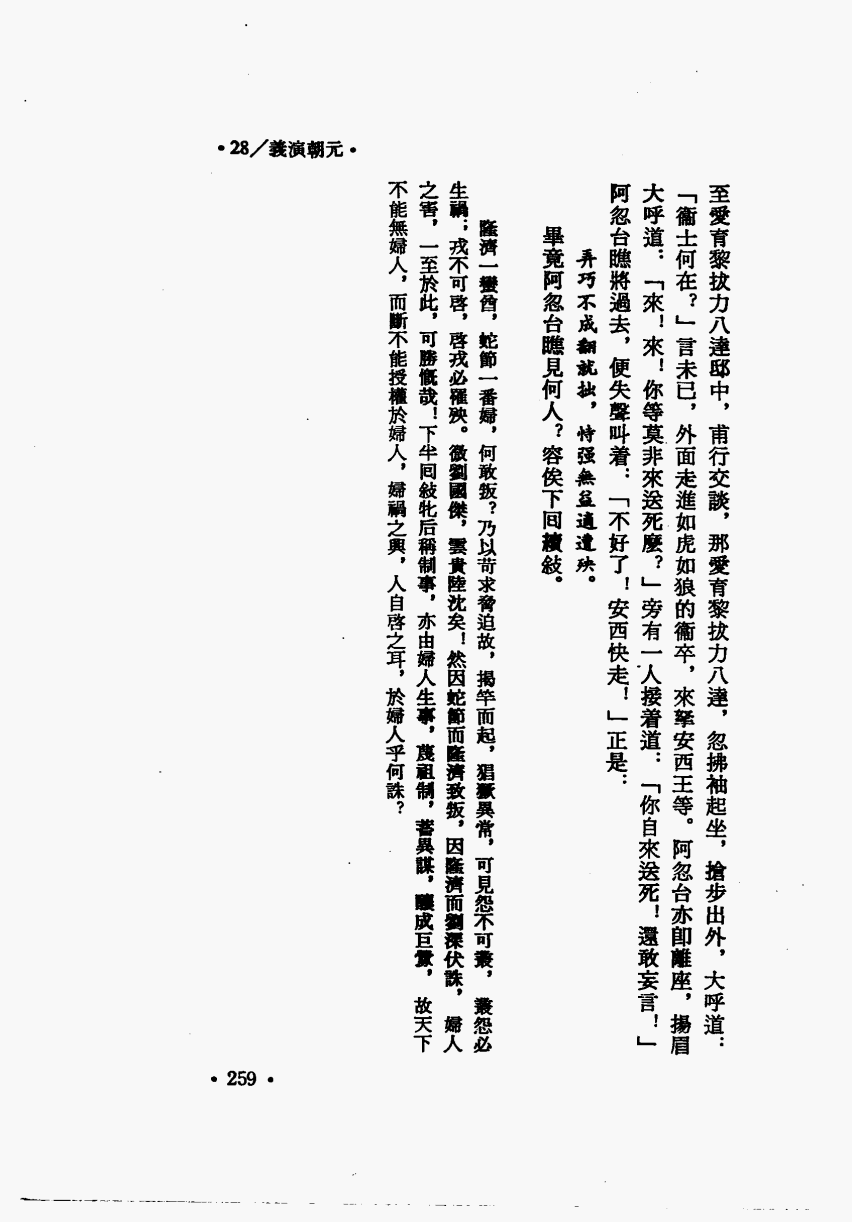 •28╱義演朝元•
至愛育黎拔力八達邸中，甫行交談，那愛育黎拔力八達，忽拂袖起坐，搶步出外，大呼道：
「衞士何在？」言未已，外面走進如虎如狼的衞卒，來拏安西王等。阿忽台亦卽離座，揚眉
大呼道：「來！來！你等莫非來送死麼？」旁有一人接着道：「你自來送死！還敢妄言！」
阿忽台瞧將過去，便失聲叫着：「不好了！安西快走！」正是：
弄巧不成翻就拙，恃强無益適遭殃。
畢竟阿忽台瞧見何人？容俟下囘續敍。
隆濟一蠻酋，蛇節一番婦，何敢叛？乃以苛求脅迫故，揭竿而起，猖獗異常，可見怨不可叢，叢怨必
生禍；戎不可啓，啓戎必罹殃。微劉國傑，雲貴陸沈矣！然因蛇節而隆濟致叛，因隆濟而劉深伏誅，婦人
之害，一至於此，可勝慨哉！下半囘敍牝后稱制事，亦由婦人生事，蔑祖制，蓄異謀，釀成巨釁，故天下
不能無婦人，而斷不能授權於婦人，婦禍之興，人自啓之耳，於婦人乎何誅？
•259•